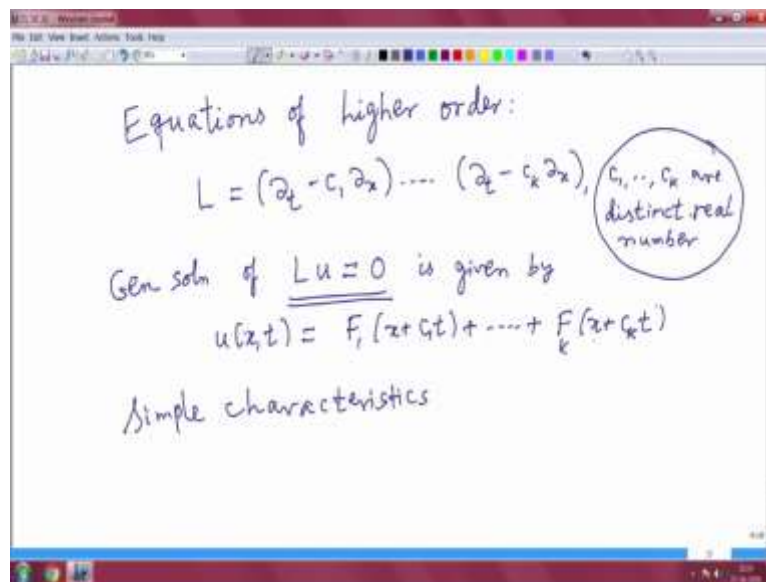 Equations of higher order:
L = (∂t - c₁∂x) .... (∂t - cₖ∂x), c₁, .., cₖ are
distinct real
number
Gen soln of Lu = 0 is given by
u(x,t) = F₁(x+c₁t) + .... + Fₖ(x+cₖt)
Simple characteristics